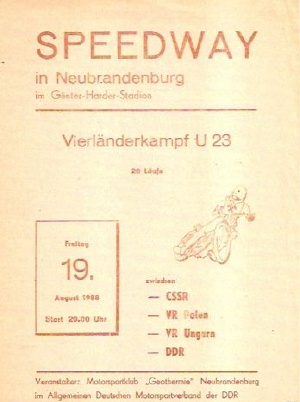 SPEEDWAY
in Neubrandenburg
im Günter-Harder-Stadion
Vierländerkampf U 23
20 Läufe
Freitag
19.
August 1988
Start 20.00 Uhr
zwischen
— CSSR
— VR Polen
— VR Ungarn
— DDR
Veranstalter: Motorsportklub „Geothermie" Neubrandenburg
im Allgemeinen Deutschen Motorsportverband der DDR